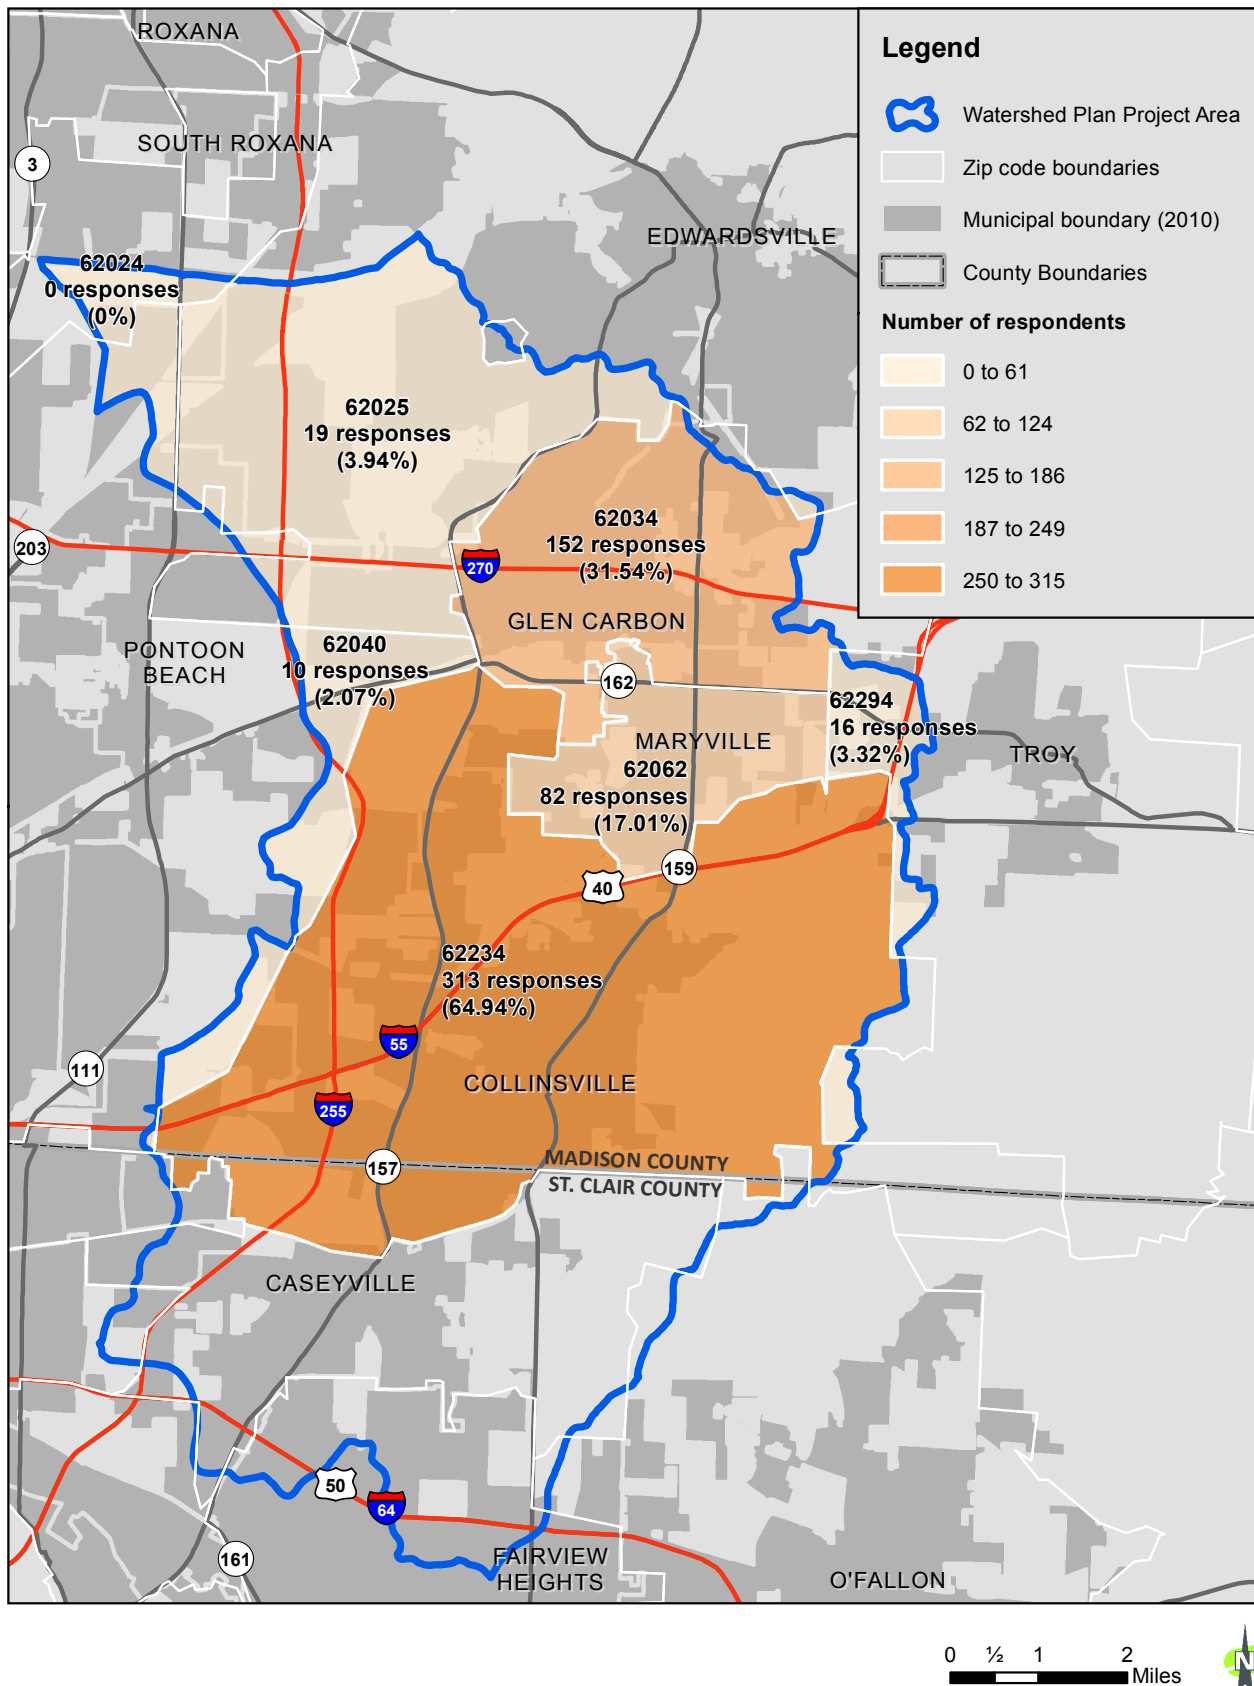 ROXANA
SOUTH ROXANA
3
EDWARDSVILLE
62024
0 responses
(0%)
62025
19 responses
(3.94%)
62034
152 responses
(31.54%)
203
270
GLEN CARBON
PONTOON
BEACH
62040
10 responses
(2.07%)
162
62294
16 responses
(3.32%)
MARYVILLE
62062
82 responses
(17.01%)
TROY
159
40
62234
313 responses
(64.94%)
55
111
COLLINSVILLE
255
157
MADISON COUNTY
ST. CLAIR COUNTY
CASEYVILLE
50
64
161
FAIRVIEW
HEIGHTS
O'FALLON
Legend
Watershed Plan Project Area
Zip code boundaries
Municipal boundary (2010)
County Boundaries
Number of respondents
0 to 61
62 to 124
125 to 186
187 to 249
250 to 315
0 ½ 1 2
Miles
N